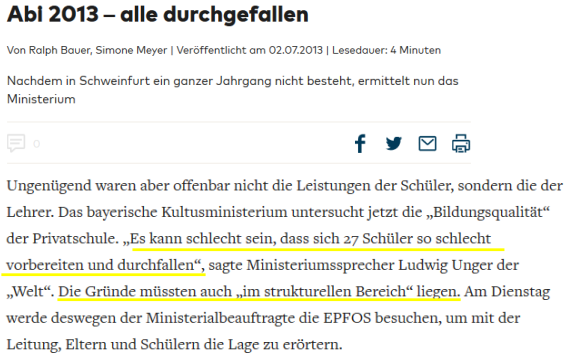 Abi 2013 – alle durchgefallen
Von Ralph Bauer, Simone Meyer | Veröffentlicht am 02.07.2013 | Lesedauer: 4 Minuten
Nachdem in Schweinfurt ein ganzer Jahrgang nicht besteht, ermittelt nun das
Ministerium
0
Ungenügend waren aber offenbar nicht die Leistungen der Schüler, sondern die der
Lehrer. Das bayerische Kultusministerium untersucht jetzt die „Bildungsqualität“
der Privatschule. „Es kann schlecht sein, dass sich 27 Schüler so schlecht
vorbereiten und durchfallen“, sagte Ministeriumssprecher Ludwig Unger der
„Welt“. Die Gründe müssten auch „im strukturellen Bereich“ liegen. Am Dienstag
werde deswegen der Ministerialbeauftragte die EPFOS besuchen, um mit der
Leitung, Eltern und Schülern die Lage zu erörtern.